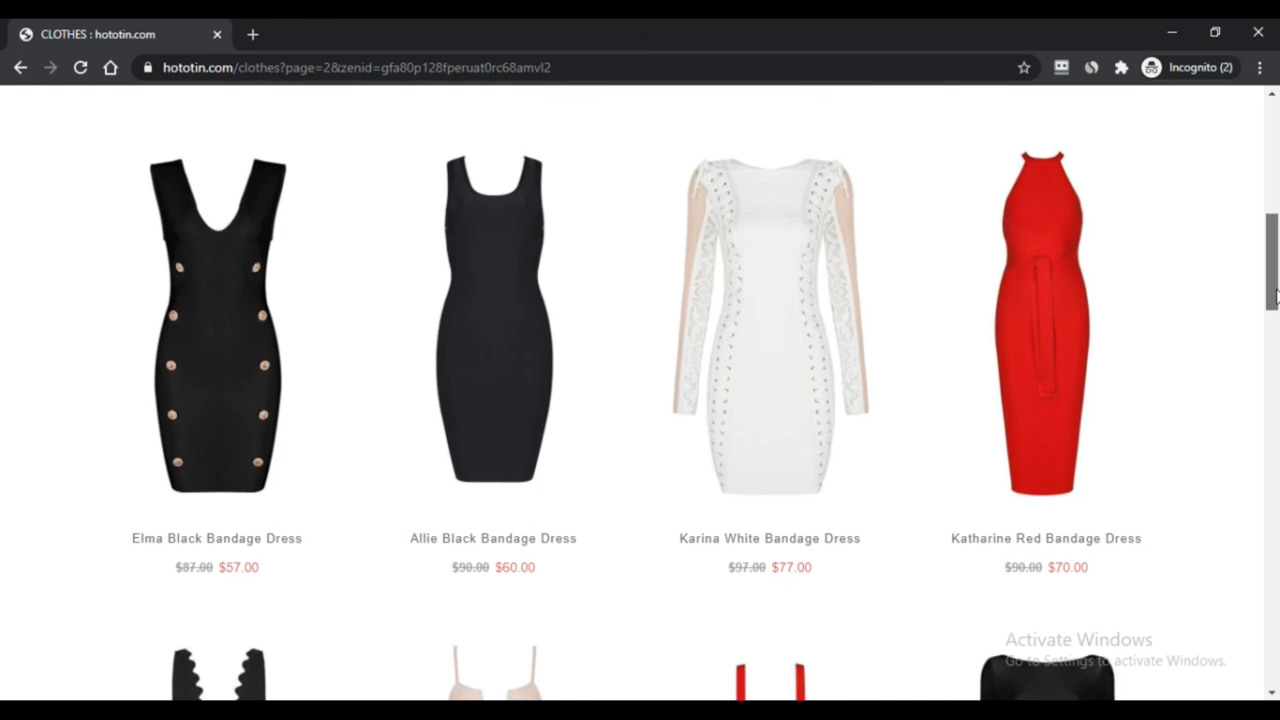 CLOTHES : hototin.com
hototin.com/clothes?page=2&zenid=gfa80p128fperuat0rc68amvl2
Incognito (2)
Elma Black Bandage Dress
Allie Black Bandage Dress
Karina White Bandage Dress
Katharine Red Bandage Dress
$87.00 $57.00
$90.00 $60.00
$97.00 $77.00
$90.00 $70.00
Activate Windows
Go to Settings to activate Windows.